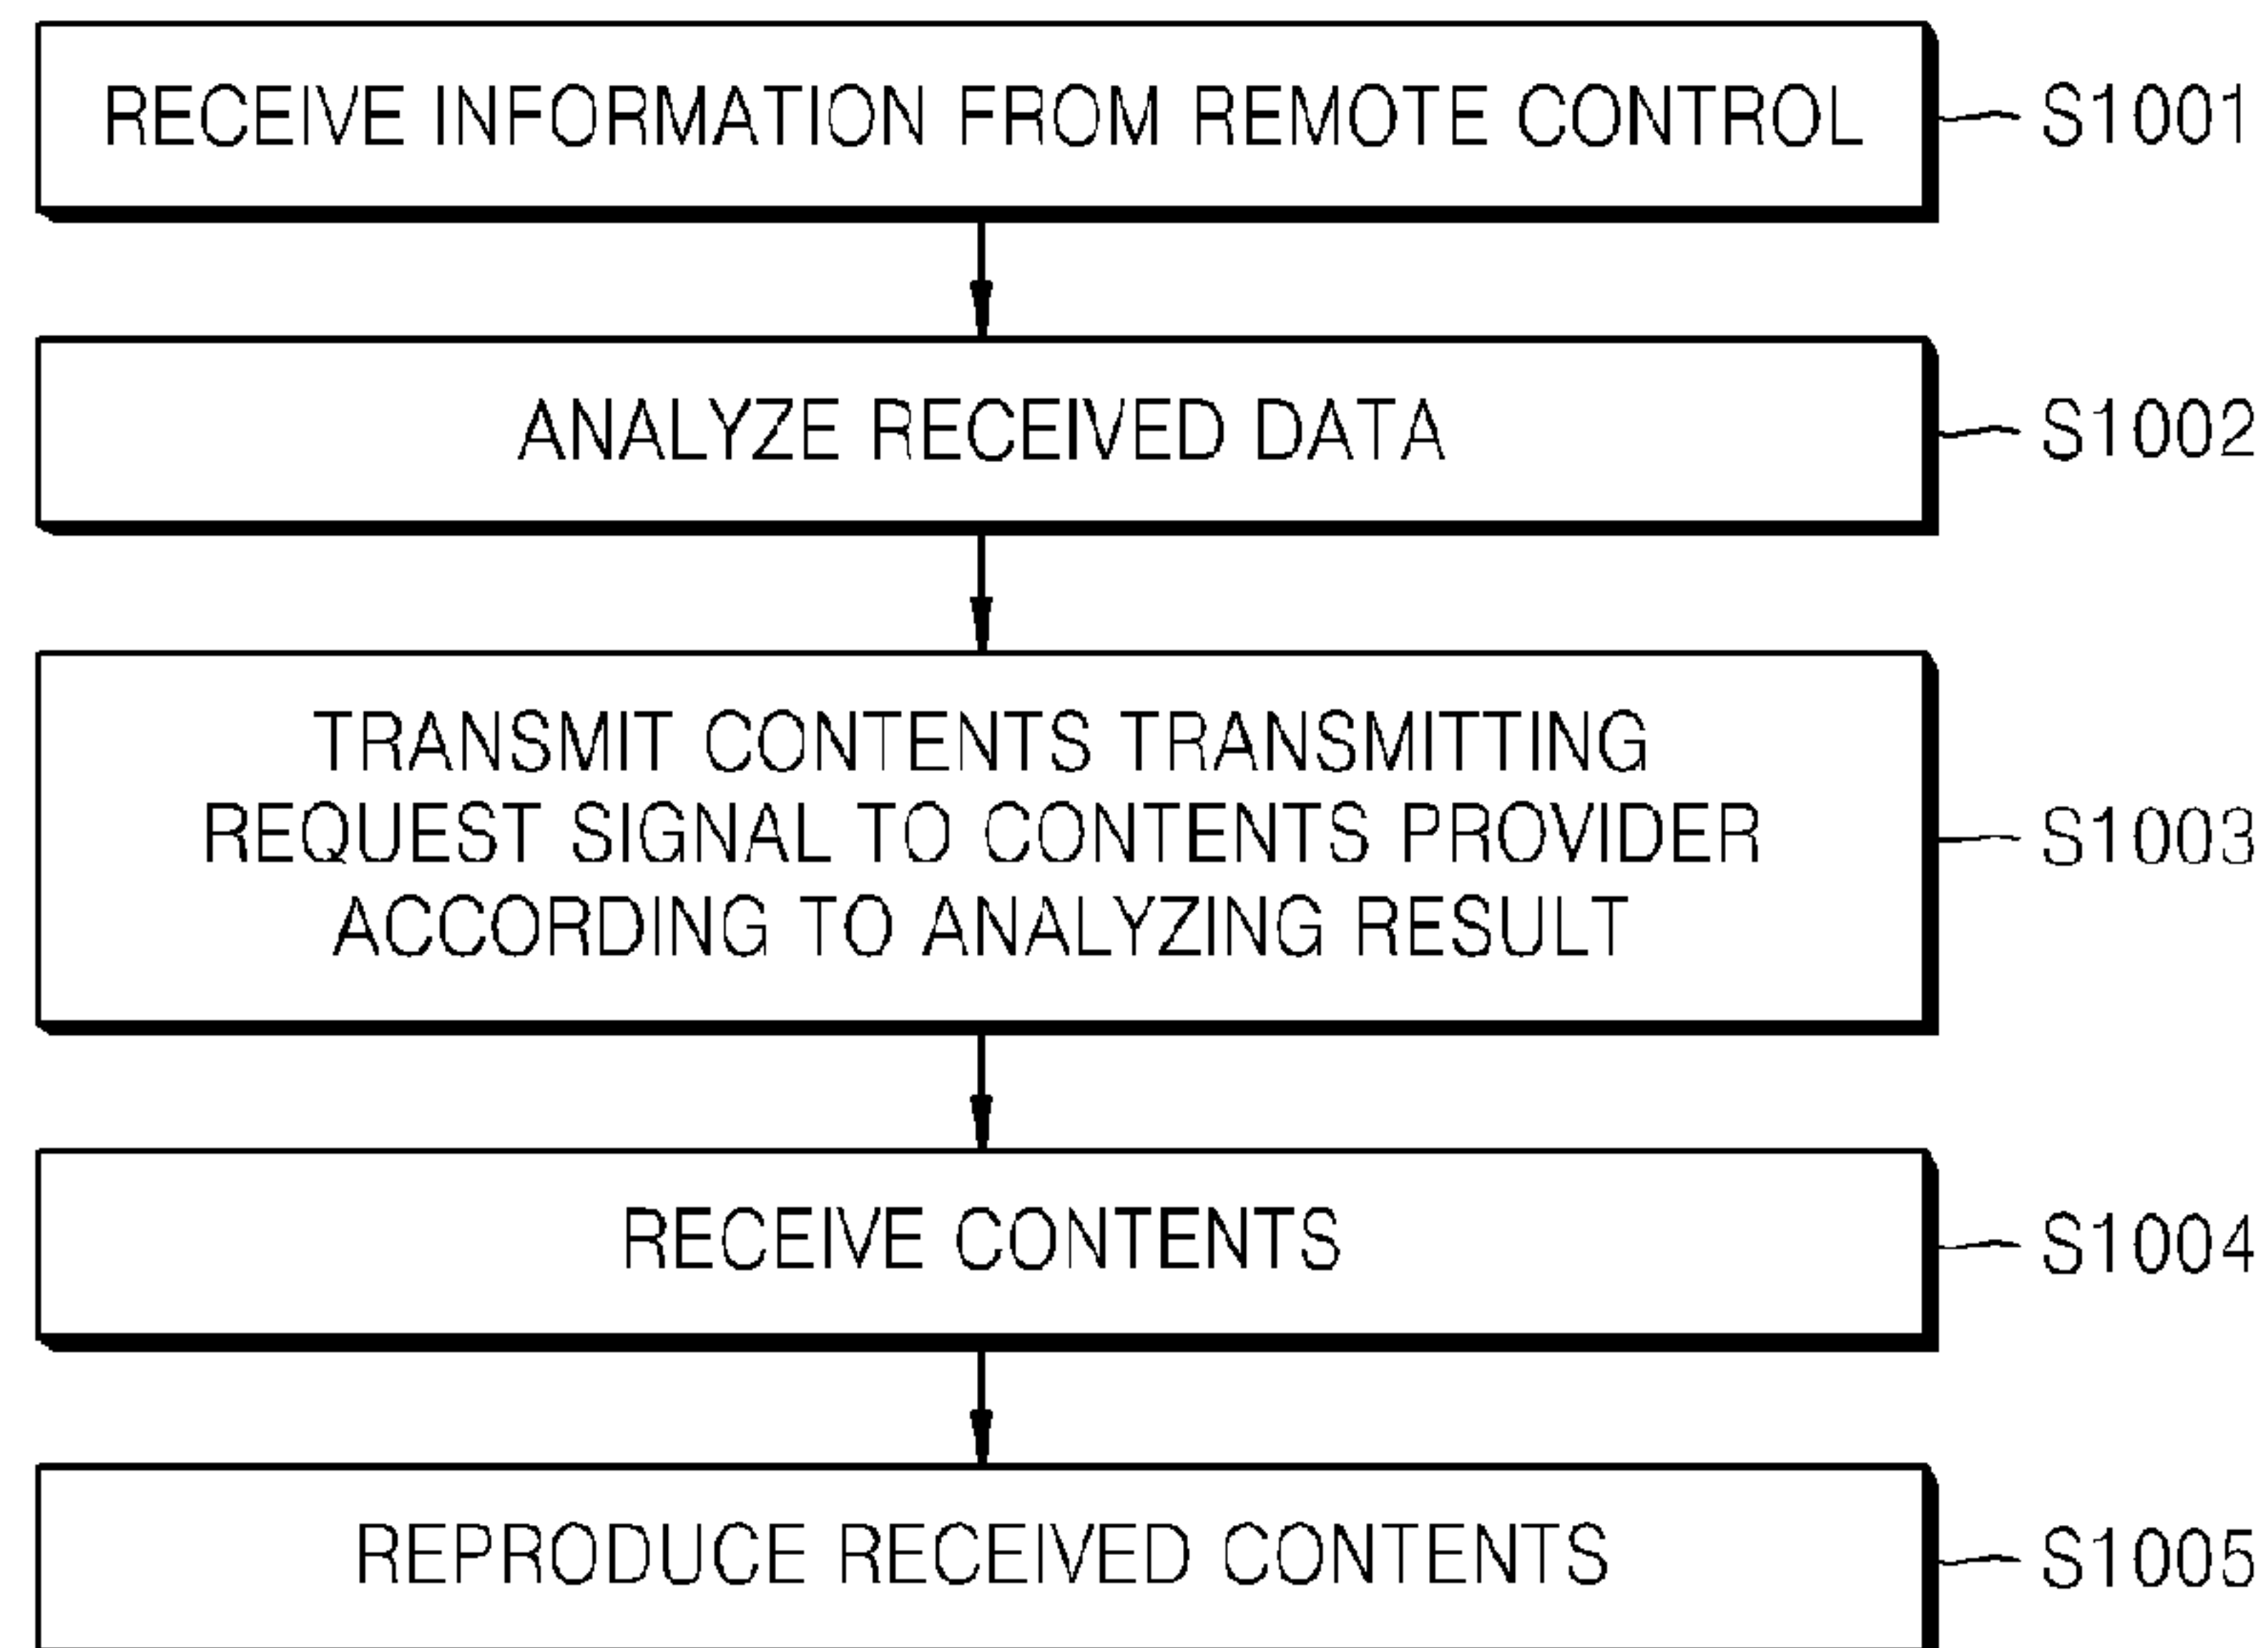 RECEIVE INFORMATION FROM REMOTE CONTROL S1001
ANALYZE RECEIVED DATA S1002
TRANSMIT CONTENTS TRANSMITTING
REQUEST SIGNAL TO CONTENTS PROVIDER S1003
ACCORDING TO ANALYZING RESULT
RECEIVE CONTENTS S1004
REPRODUCE RECEIVED CONTENTS S1005